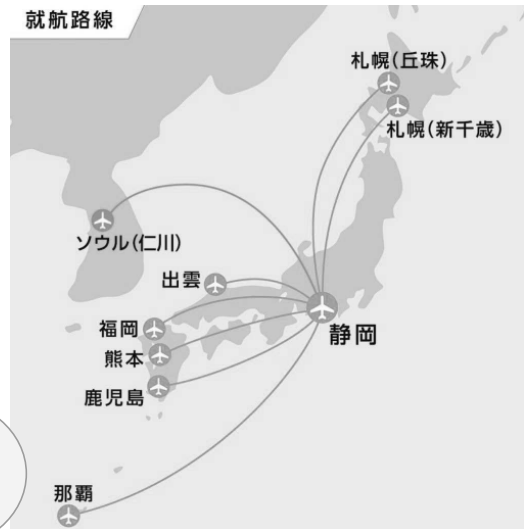 就航路線
札幌(丘珠)
札幌(新千歳)
ソウル(仁川)
出雲
福岡
静岡
熊本
鹿児島
那覇